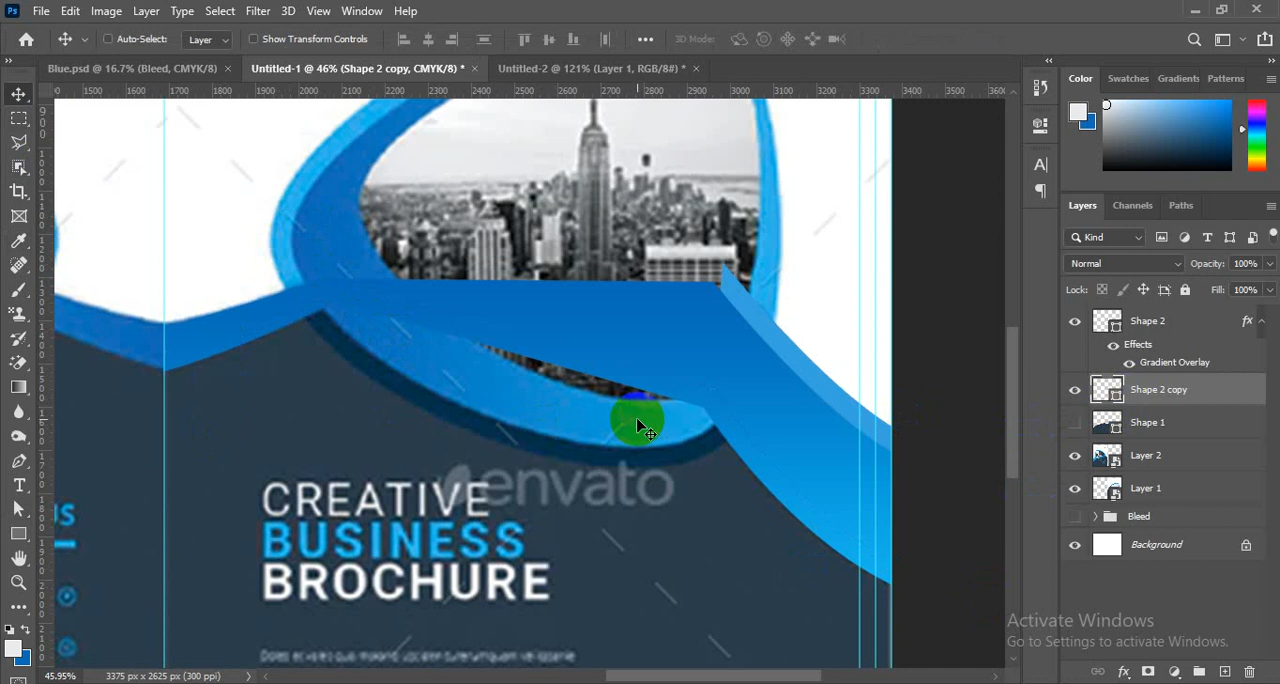 Ps File Edit Image Layer Type Select Filter 3D View Window Help
Auto-Select: Layer Show Transform Controls 3D Mode:
Blue.psd @ 16.7% (Bleed, CMYK/8) × Untitled-1 @ 46% (Shape 2 copy, CMYK/8) * × Untitled-2 @ 121% (Layer 1, RGB/8#) * ×
1500 1600 1700 1800 1900 2000 2100 2200 2300 2400 2500 2600 2700 2800 2900 3000 3100 3200 3300 3400 3500 3600
Color Swatches Gradients Patterns
Layers Channels Paths
Kind
Normal Opacity: 100%
Lock: Fill: 100%
Shape 2 fx
Effects
Gradient Overlay
Shape 2 copy
Shape 1
Layer 2
Layer 1
Bleed
Background
envato
CREATIVE
BUSINESS
BROCHURE
Activate Windows
Go to Settings to activate Windows.
45.95% 3375 px x 2625 px (300 ppi)